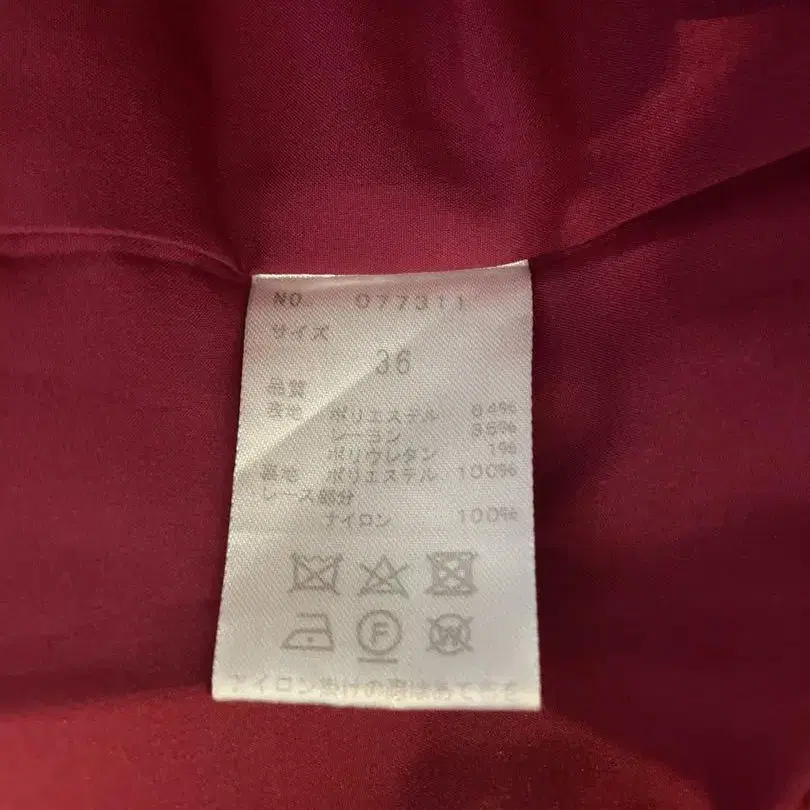 NO. 077311
サイズ
36
品質
表地 ポリエステル 64%
レーヨン 35%
ポリウレタン 1%
裏地 ポリエステル 100%
レース部分
ナイロン 100%
F
W
アイロン掛けの際はあて布を